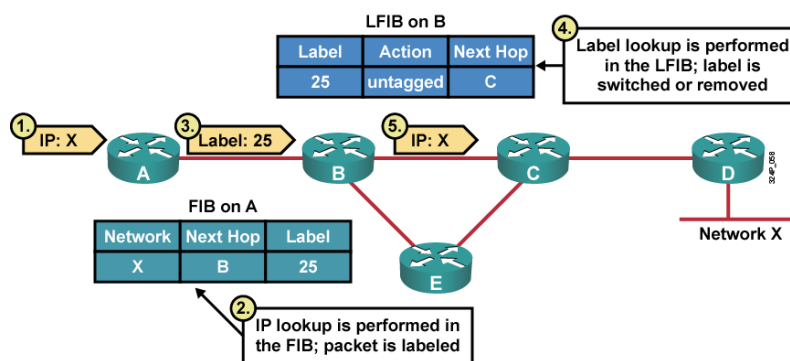 LFIB on B
Label Action Next Hop
25 untagged C
4.
Label lookup is performed
in the LFIB; label is
switched or removed
1.
IP: X
3.
Label: 25
5.
IP: X
A
B
C
D
324P_058
Network X
FIB on A
Network Next Hop Label
X B 25
E
2.
IP lookup is performed in
the FIB; packet is labeled